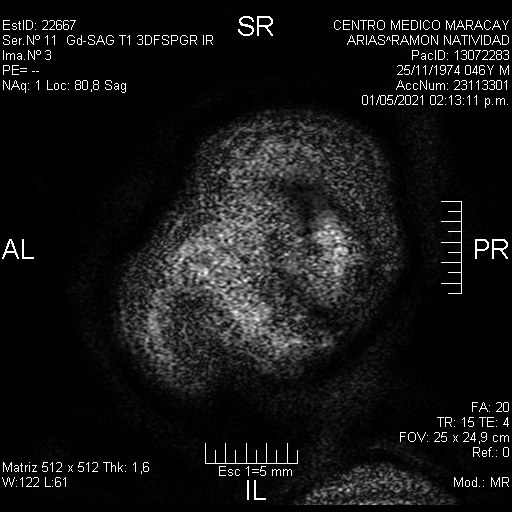 EstID: 22667
Ser.Nº 11 Gd-SAG T1 3DFSPGR IR
Ima.Nº 3
PE= --
NAq: 1 Loc: 80,8 Sag
SR
CENTRO MEDICO MARACAY
ARIAS^RAMON NATIVIDAD
PacID: 13072283
25/11/1974 046Y M
AccNum: 23113301
01/05/2021 02:13:11 p.m.
AL
PR
FA: 20
TR: 15 TE: 4
FOV: 25 x 24,9 cm
Ref.: 0
Mod.: MR
Matriz 512 x 512 Thk: 1,6
W:122 L:61
Esc 1=5 mm
IL